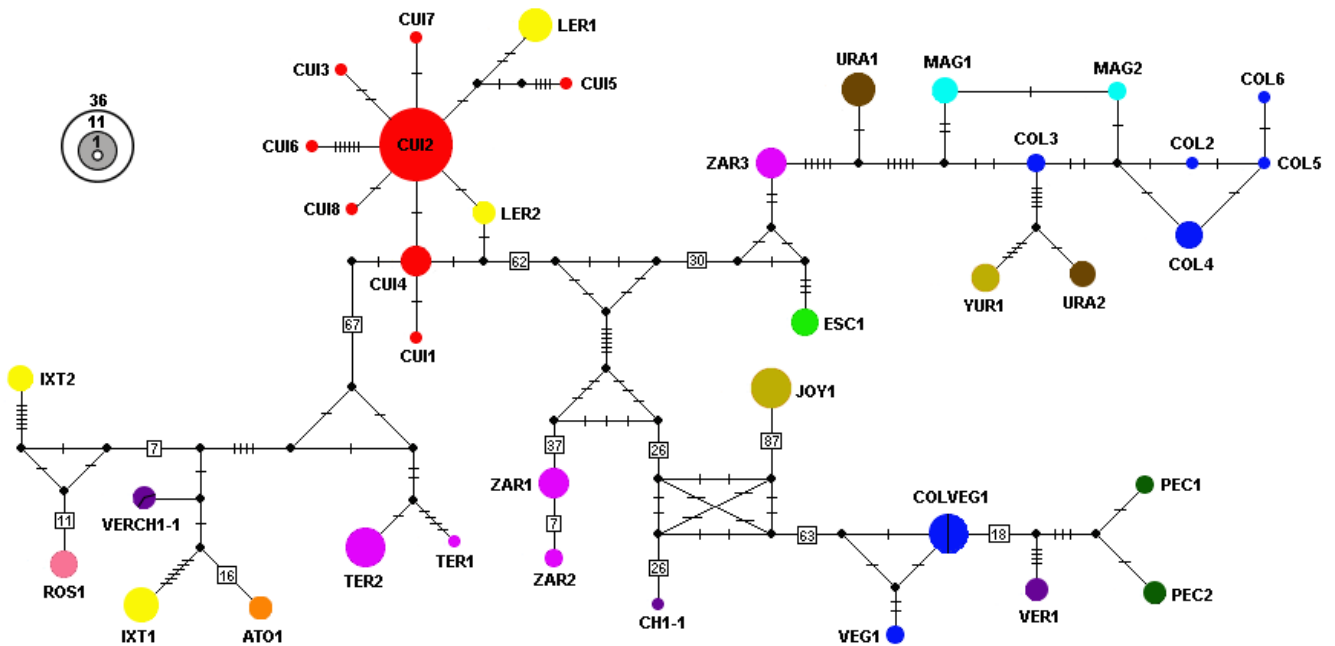 CUI7
LER1
CUI3
URA1
MAG1
MAG2
COL6
CUI5
36
11
1
CUI6
CUI2
COL3
COL2
ZAR3
COL5
CUI8
LER2
COL4
CUI4
62
30
YUR1
URA2
67
ESC1
CUI1
IXT2
JOY1
7
37
26
87
ZAR1
PEC1
VERCH1-1
COLVEG1
11
7
63
18
ROS1
16
TER2
TER1
ZAR2
26
VER1
PEC2
IXT1
ATO1
CH1-1
VEG1